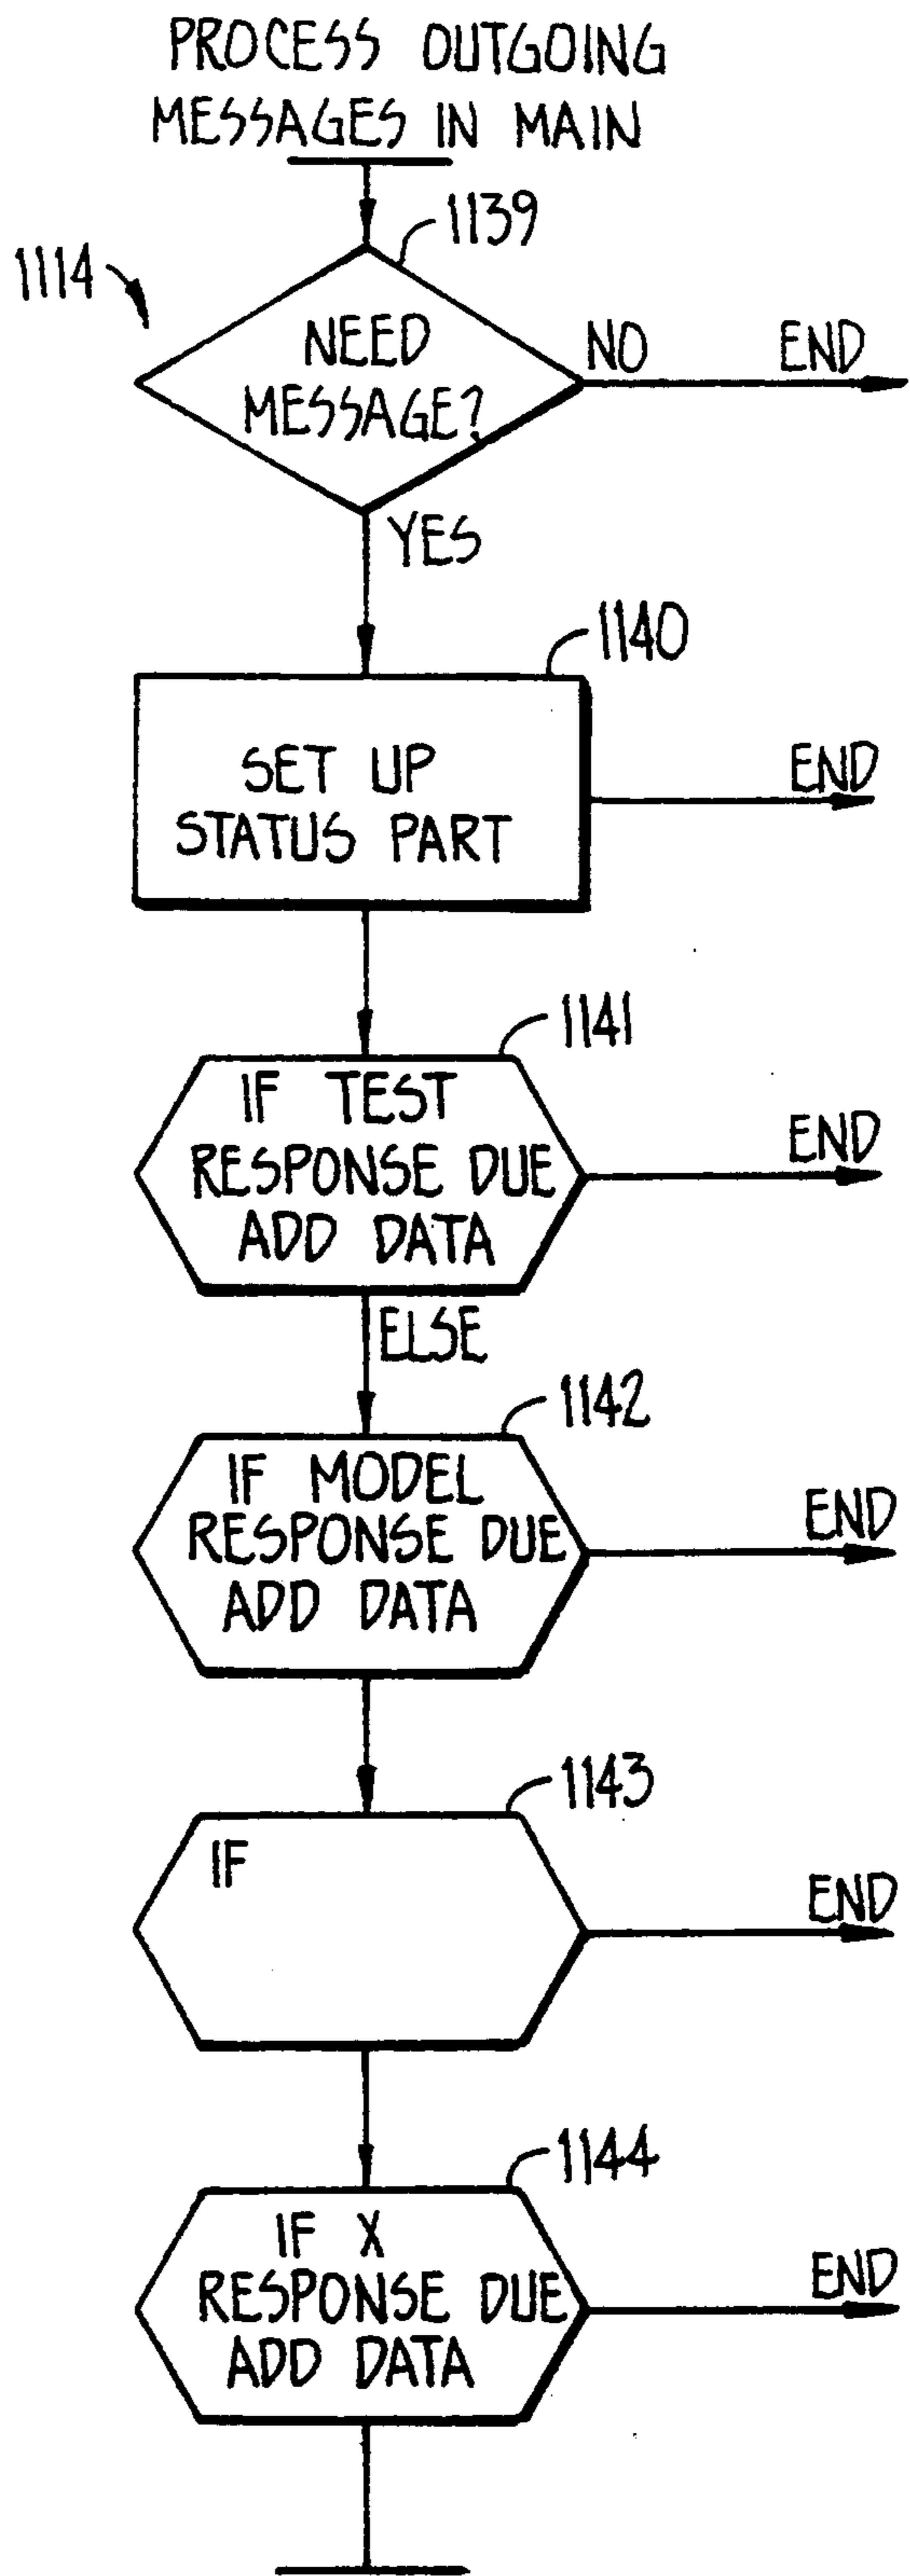 PROCESS OUTGOING
MESSAGES IN MAIN
1139
1114
NEED
MESSAGE?
NO
END
YES
1140
SET UP
STATUS PART
END
1141
IF TEST
RESPONSE DUE
ADD DATA
END
ELSE
1142
IF MODEL
RESPONSE DUE
ADD DATA
END
1143
IF
END
1144
IF X
RESPONSE DUE
ADD DATA
END